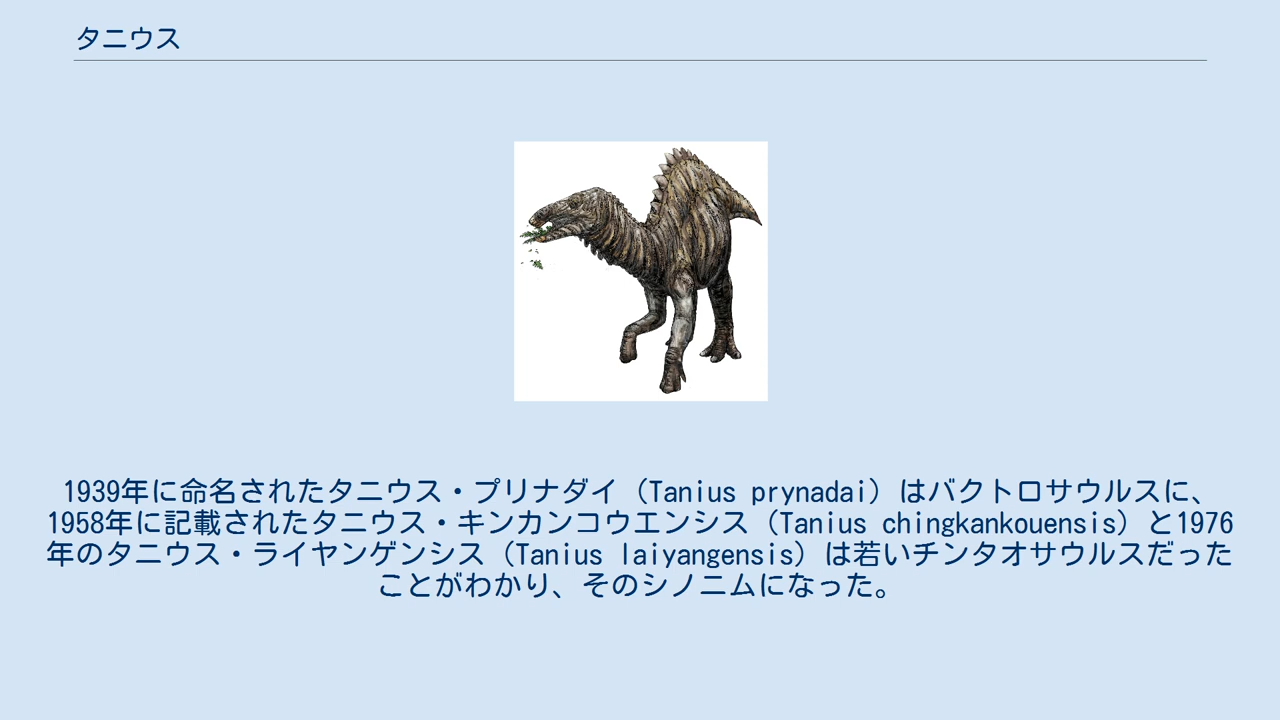 タニウス
1939年に命名されたタニウス・プリナダイ（Tanius prynadai）はバクトロサウルスに、
1958年に記載されたタニウス・キンカンコウエンシス（Tanius chingkankouensis）と1976
年のタニウス・ライヤンゲンシス（Tanius laiyangensis）は若いチンタオサウルスだった
ことがわかり、そのシノニムになった。